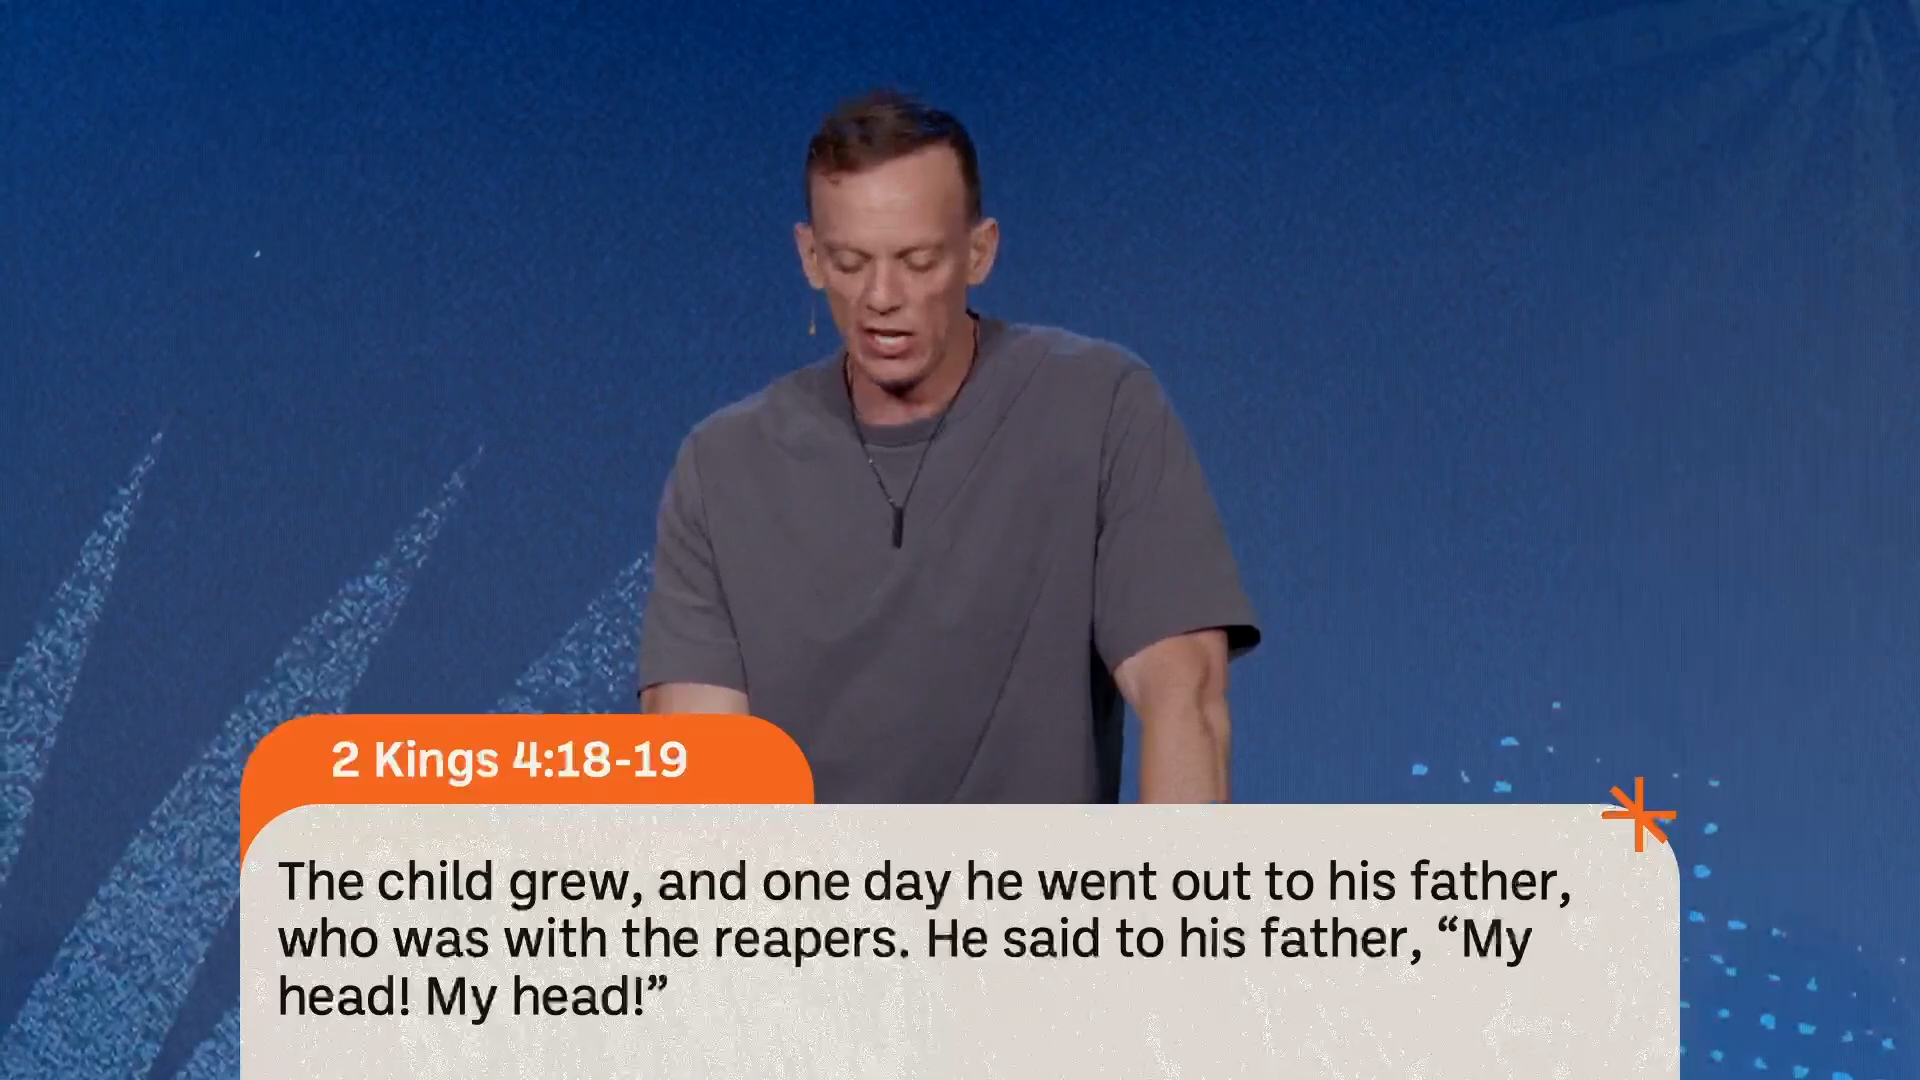 2 Kings 4:18-19
The child grew, and one day he went out to his father,
who was with the reapers. He said to his father, “My
head! My head!”